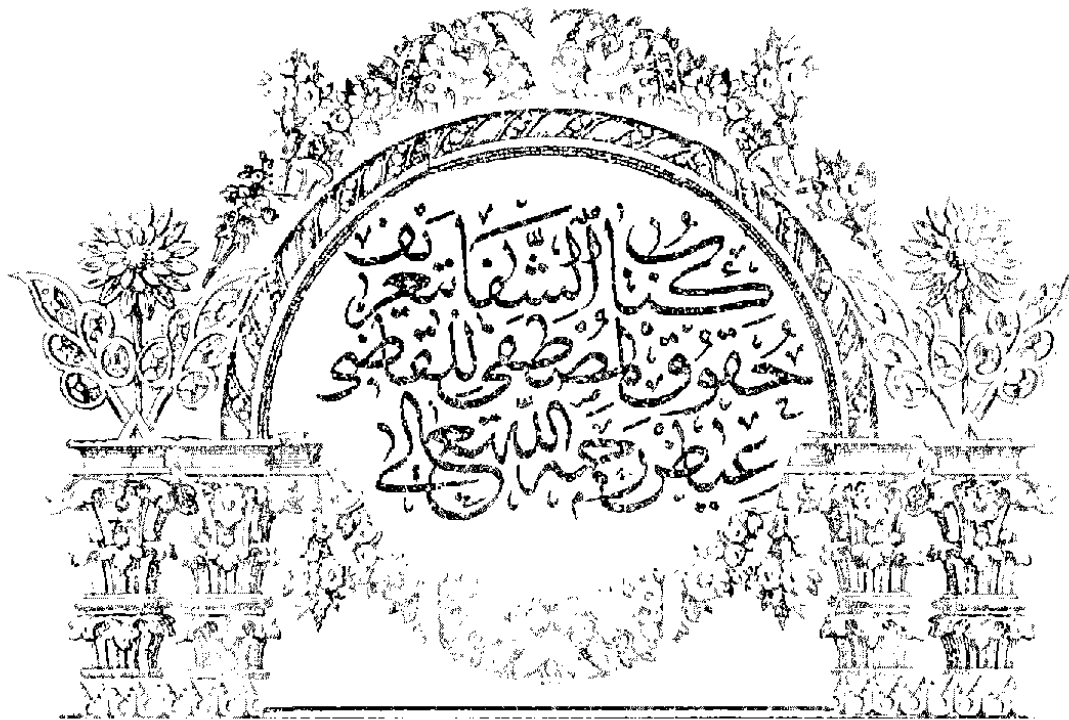 كتاب الشفا بتعريف
حقوق المصطفى للقاضي
عياض رحمه الله تعالى